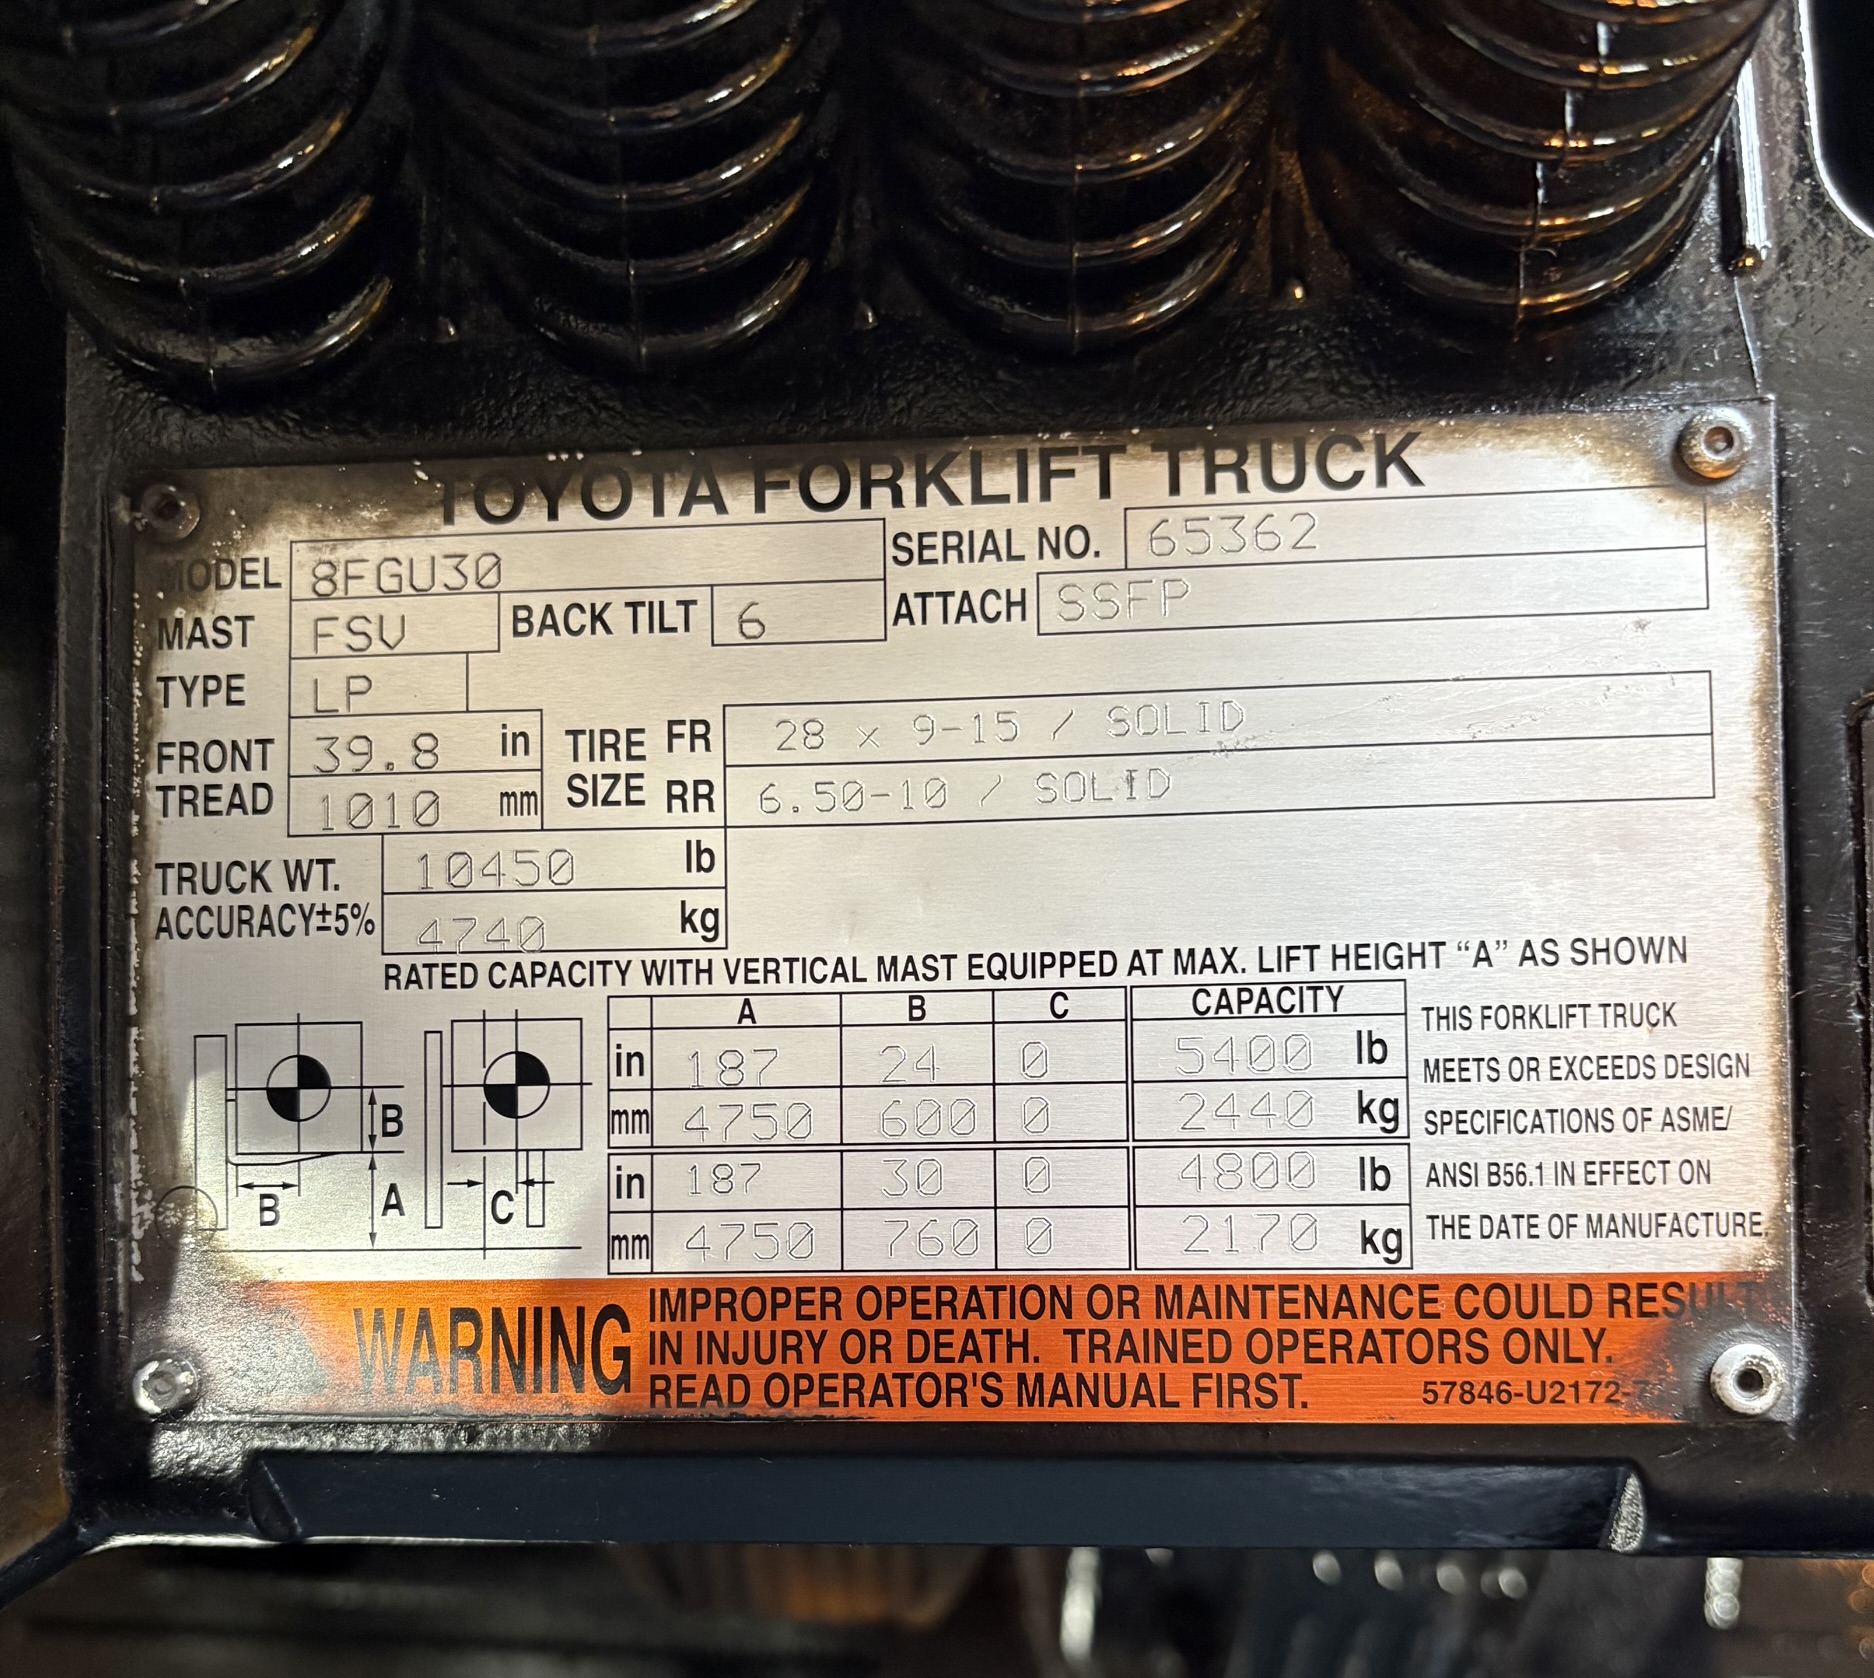 TOYOTA FORKLIFT TRUCK
MODEL 8FGU30 SERIAL NO. 65362
MAST FSV BACK TILT 6 ATTACH SSFP
TYPE LP
FRONT TREAD 39.8 in 1010 mm
TIRE SIZE FR 28 x 9-15 / SOLID
RR 6.50-10 / SOLID
TRUCK WT. 10450 lb
ACCURACY±5% 4740 kg
RATED CAPACITY WITH VERTICAL MAST EQUIPPED AT MAX. LIFT HEIGHT “A” AS SHOWN
A B C CAPACITY
in 187 24 0 5400 lb
mm 4750 600 0 2440 kg
in 187 30 0 4800 lb
mm 4750 760 0 2170 kg
B
B
A
C
THIS FORKLIFT TRUCK
MEETS OR EXCEEDS DESIGN
SPECIFICATIONS OF ASME/
ANSI B56.1 IN EFFECT ON
THE DATE OF MANUFACTURE.
WARNING
IMPROPER OPERATION OR MAINTENANCE COULD RESULT
IN INJURY OR DEATH. TRAINED OPERATORS ONLY.
READ OPERATOR'S MANUAL FIRST.